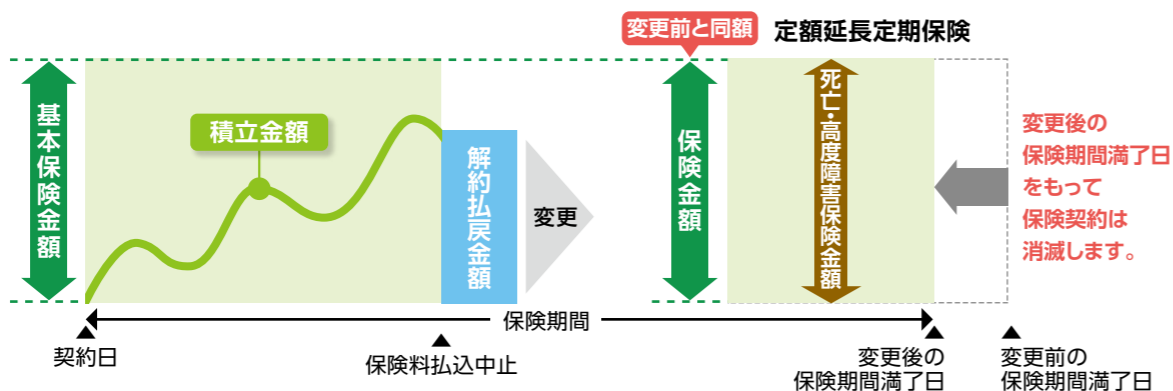 変更前と同額
定額延長定期保険
基本保険金額
積立金額
解約払戻金額
変更
保険金額
死亡・高度障害保険金額
変更後の
保険期間満了日
をもって
保険契約は
消滅します。
保険期間
契約日
保険料払込中止
変更後の
保険期間満了日
変更前の
保険期間満了日